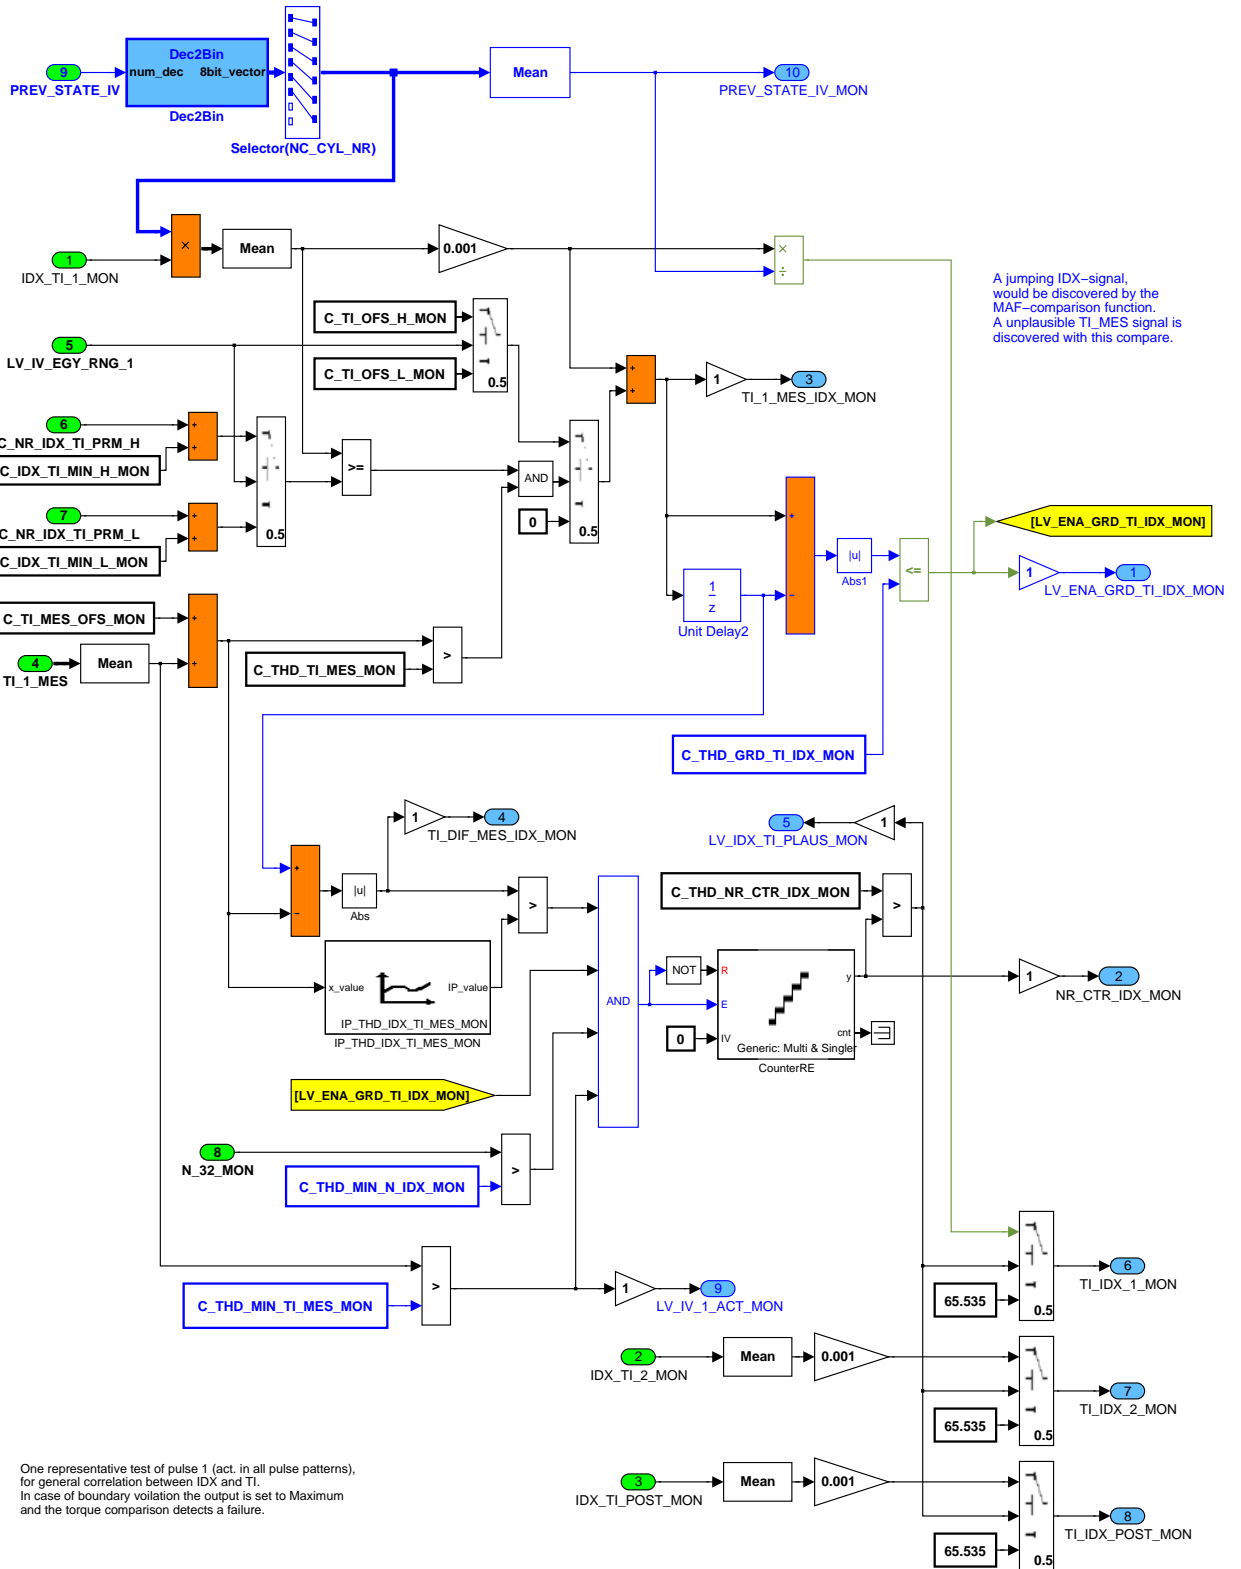 Dec2Bin
num_dec 8bit_vector
9
PREV_STATE_IV
Dec2Bin
Selector(NC_CYL_NR)
Mean
10
PREV_STATE_IV_MON
×
Mean
0.001
×
÷
1
IDX_TI_1_MON
A jumping IDX−signal,
would be discovered by the
MAF−comparison function.
A unplausible TI_MES signal is
discovered with this compare.
C_TI_OFS_H_MON
5
LV_IV_EGY_RNG_1
C_TI_OFS_L_MON
0.5
+
+
1
3
TI_1_MES_IDX_MON
6
C_NR_IDX_TI_PRM_H
+
+
C_IDX_TI_MIN_H_MON
>=
AND
7
C_NR_IDX_TI_PRM_L
+
+
C_IDX_TI_MIN_L_MON
0.5
0
0.5
+
−
[LV_ENA_GRD_TI_IDX_MON]
|u|
Abs1
<=
1
1
LV_ENA_GRD_TI_IDX_MON
1
z
Unit Delay2
C_TI_MES_OFS_MON
+
+
4
TI_1_MES
Mean
C_THD_TI_MES_MON
>
C_THD_GRD_TI_IDX_MON
1
4
TI_DIF_MES_IDX_MON
5
LV_IDX_TI_PLAUS_MON
1
+
−
|u|
Abs
>
C_THD_NR_CTR_IDX_MON
>
x_value
IP_value
IP_THD_IDX_TI_MES_MON
IP_THD_IDX_TI_MES_MON
AND
NOT
R
E
IV
y
cnt
Generic: Multi & Singler
CounterRE
0
1
2
NR_CTR_IDX_MON
[LV_ENA_GRD_TI_IDX_MON]
8
N_32_MON
>
C_THD_MIN_N_IDX_MON
>
C_THD_MIN_TI_MES_MON
1
9
LV_IV_1_ACT_MON
6
TI_IDX_1_MON
65.535
0.5
2
IDX_TI_2_MON
Mean
0.001
7
TI_IDX_2_MON
65.535
0.5
3
IDX_TI_POST_MON
Mean
0.001
8
TI_IDX_POST_MON
65.535
0.5
One representative test of pulse 1 (act. in all pulse patterns),
for general correlation between IDX and TI.
In case of boundary voilation the output is set to Maximum
and the torque comparison detects a failure.